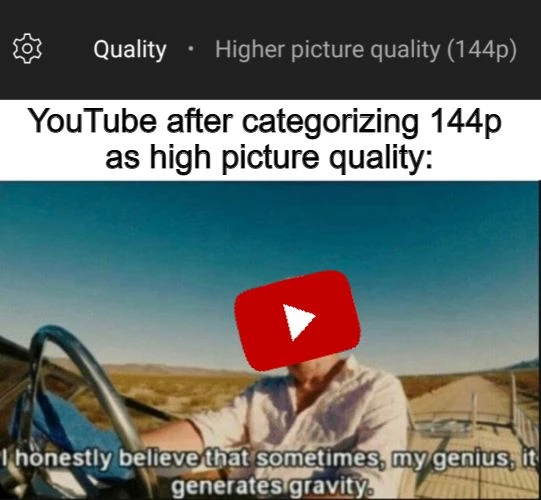 Quality • Higher picture quality (144p)
YouTube after categorizing 144p
as high picture quality:
I honestly believe that sometimes, my genius, it
generates gravity.